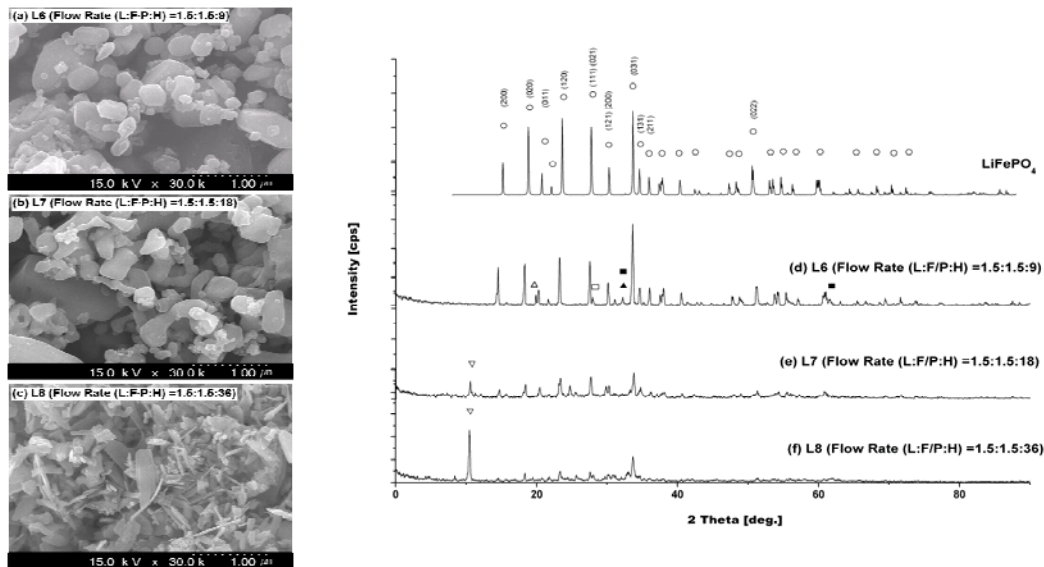 (a) L6 (Flow Rate (L:F-P:H) =1.5:1.5:9)
15.0 kV x 30.0k 1.00 μm
(b) L7 (Flow Rate (L:F-P:H) =1.5:1.5:18)
15.0 kV x 30.0k 1.00 μm
(c) L8 (Flow Rate (L:F-P:H) =1.5:1.5:36)
15.0 kV x 30.0k 1.00 μm
(200)
(020)
(011)
(120)
(111) (021)
(121) (200)
(031)
(131)
(211)
(022)
LiFePO4
(d) L6 (Flow Rate (L:F/P:H) =1.5:1.5:9)
(e) L7 (Flow Rate (L:F/P:H) =1.5:1.5:18)
(f) L8 (Flow Rate (L:F/P:H) =1.5:1.5:36)
Intensity [cps]
0 20 40 60 80
2 Theta [deg.]